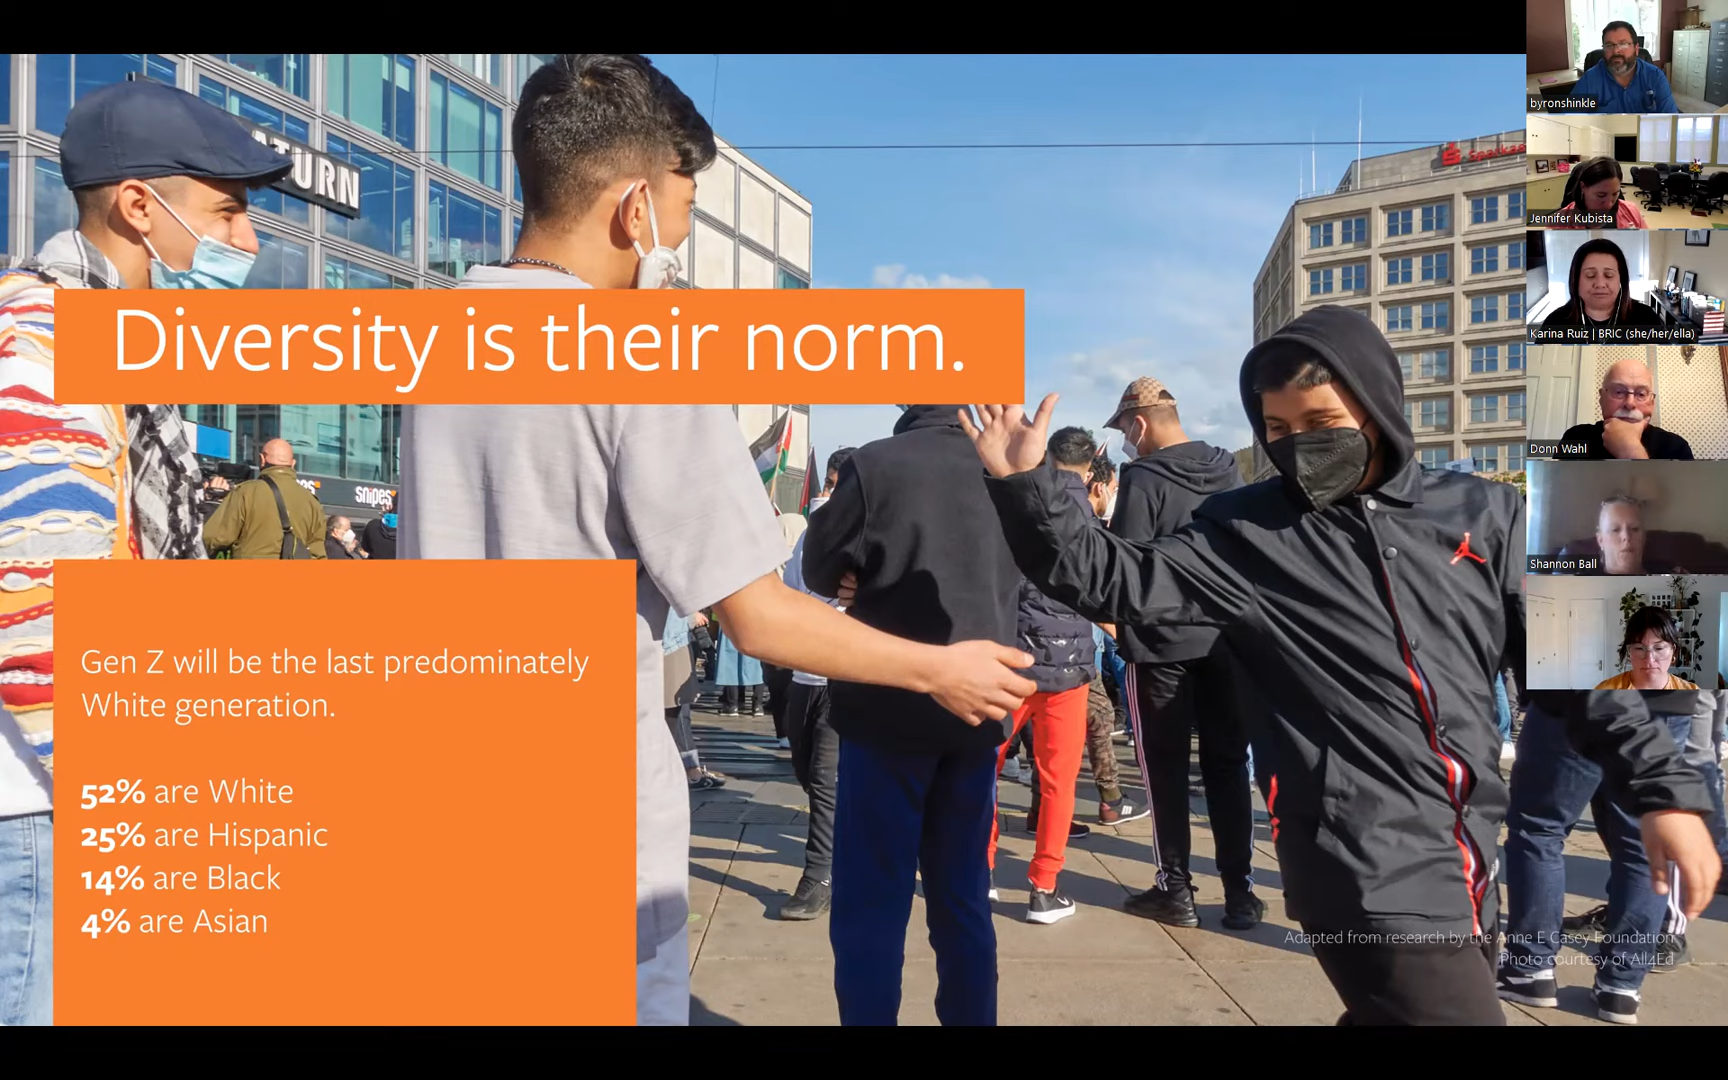 TURN
Sparkas
Diversity is their norm.
snipes
Gen Z will be the last predominately
White generation.
52% are White
25% are Hispanic
14% are Black
4% are Asian
Adapted from research by the Anne E Casey Foundation
Photo courtesy of All4Ed
byronshinkle
Jennifer Kubista
Karina Ruiz | BRIC (she/her/ella)
Donn Wahl
Shannon Ball